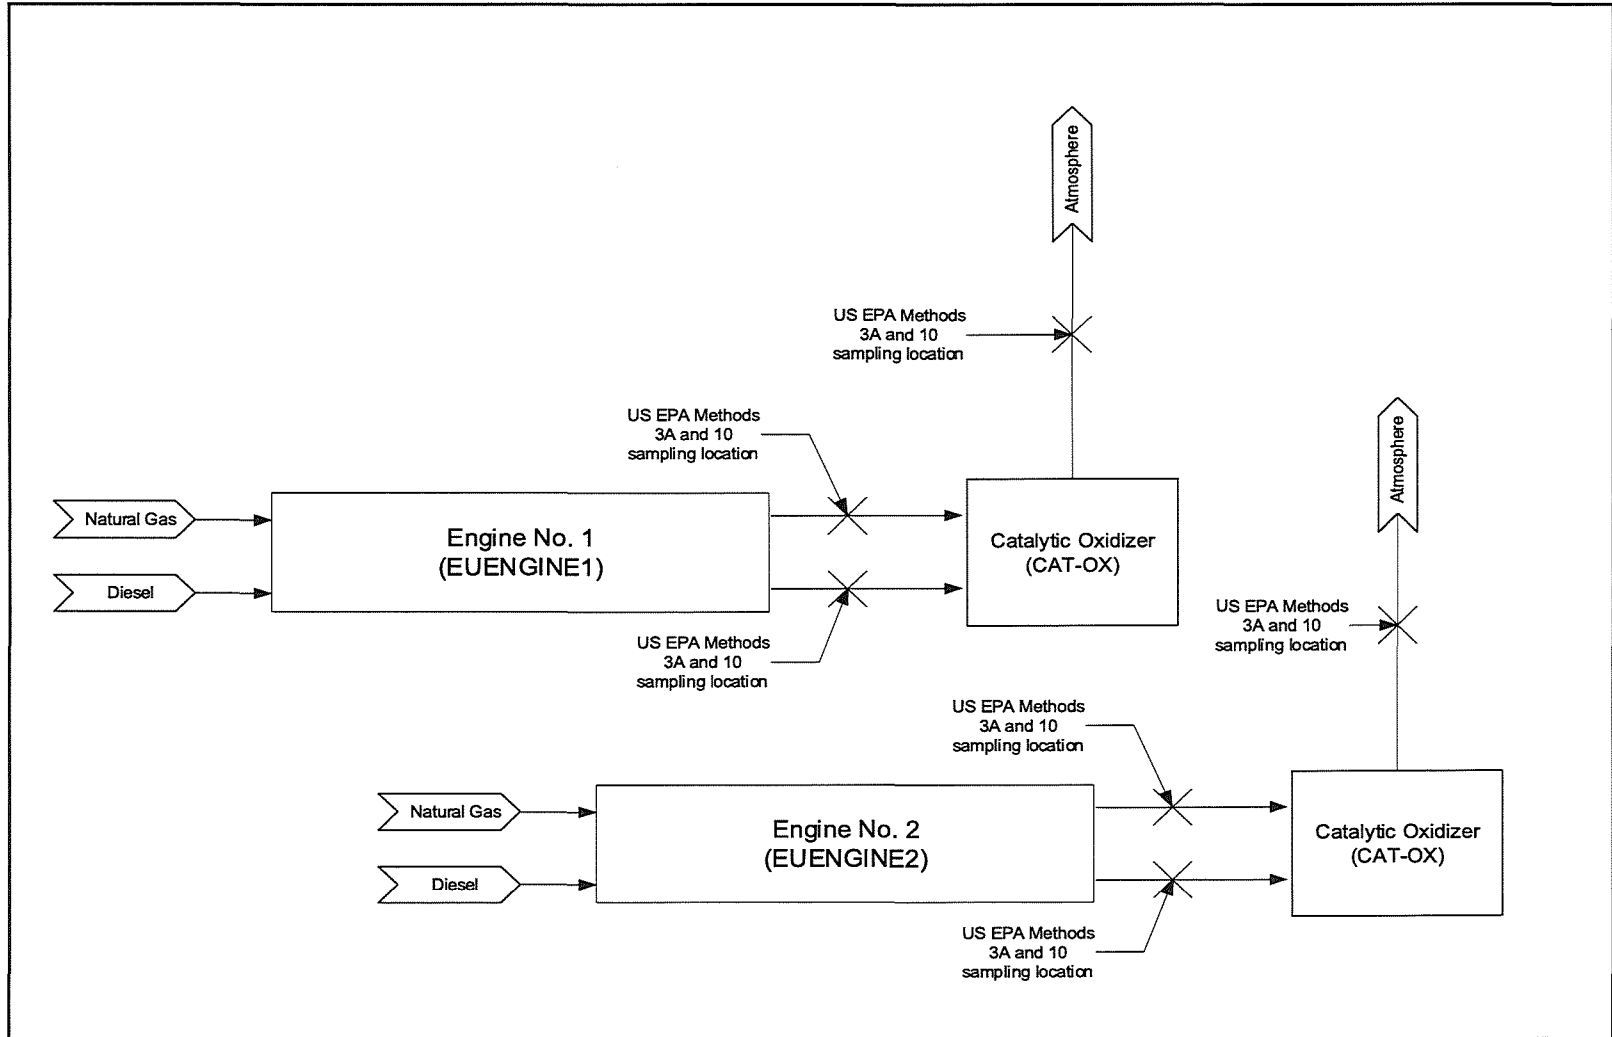 Atmosphere
US EPA Methods
3A and 10
sampling location
US EPA Methods
3A and 10
sampling location
Natural Gas
Diesel
Engine No. 1
(EUENGINE1)
Catalytic Oxidizer
(CAT-OX)
US EPA Methods
3A and 10
sampling location
Atmosphere
US EPA Methods
3A and 10
sampling location
US EPA Methods
3A and 10
sampling location
Natural Gas
Diesel
Engine No. 2
(EUENGINE2)
Catalytic Oxidizer
(CAT-OX)
US EPA Methods
3A and 10
sampling location